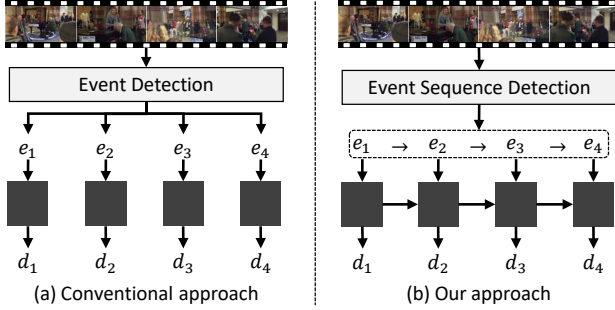 Event Detection
e₁ e₂ e₃ e₄
d₁ d₂ d₃ d₄
(a) Conventional approach
Event Sequence Detection
e₁ → e₂ → e₃ → e₄
d₁ d₂ d₃ d₄
(b) Our approach